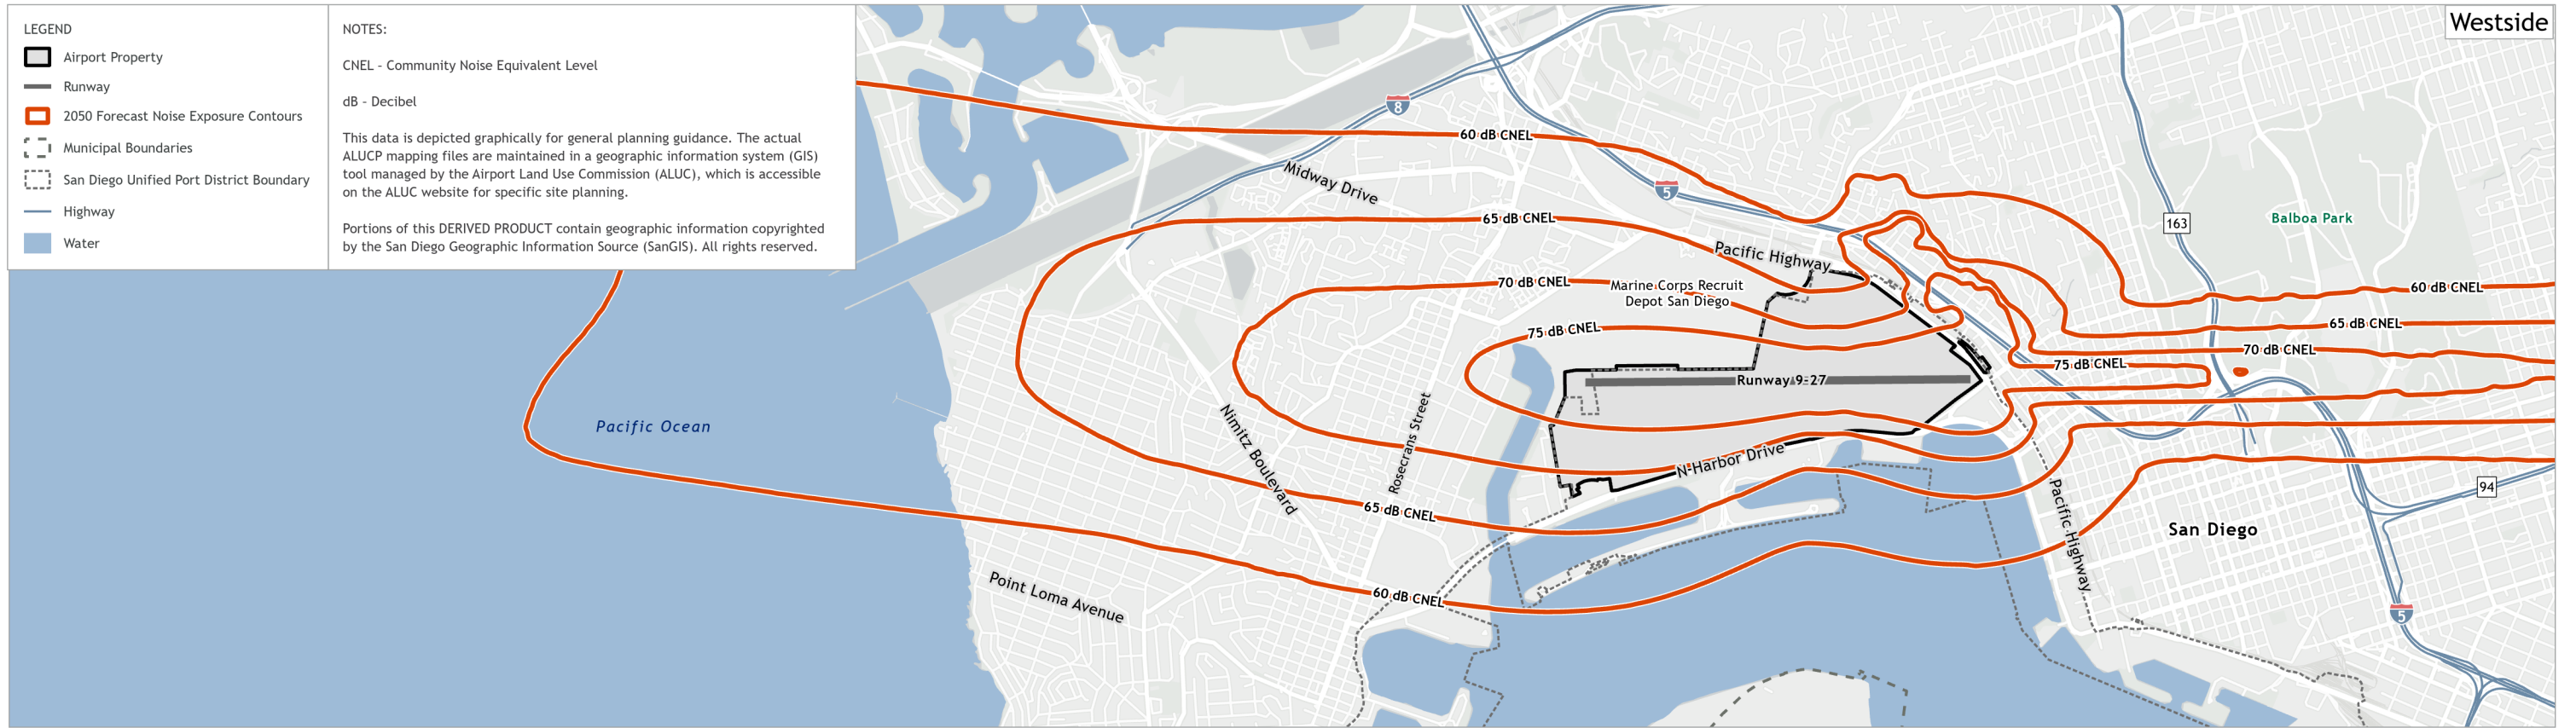 LEGEND
Airport Property
Runway
2050 Forecast Noise Exposure Contours
Municipal Boundaries
San Diego Unified Port District Boundary
Highway
Water
NOTES:
CNEL - Community Noise Equivalent Level
dB - Decibel
This data is depicted graphically for general planning guidance. The actual
ALUCP mapping files are maintained in a geographic information system (GIS)
tool managed by the Airport Land Use Commission (ALUC), which is accessible
on the ALUC website for specific site planning.
Portions of this DERIVED PRODUCT contain geographic information copyrighted
by the San Diego Geographic Information Source (SanGIS). All rights reserved.
Westside
8
60 dB CNEL
Midway Drive
5
65 dB CNEL
163
Balboa Park
Pacific Highway
70 dB CNEL
Marine Corps Recruit
Depot San Diego
60 dB CNEL
75 dB CNEL
65 dB CNEL
70 dB CNEL
75 dB CNEL
Runway 9-27
Pacific Ocean
Nimitz Boulevard
Rosecrans Street
N Harbor Drive
94
65 dB CNEL
Pacific Highway
San Diego
60 dB CNEL
Point Loma Avenue
5